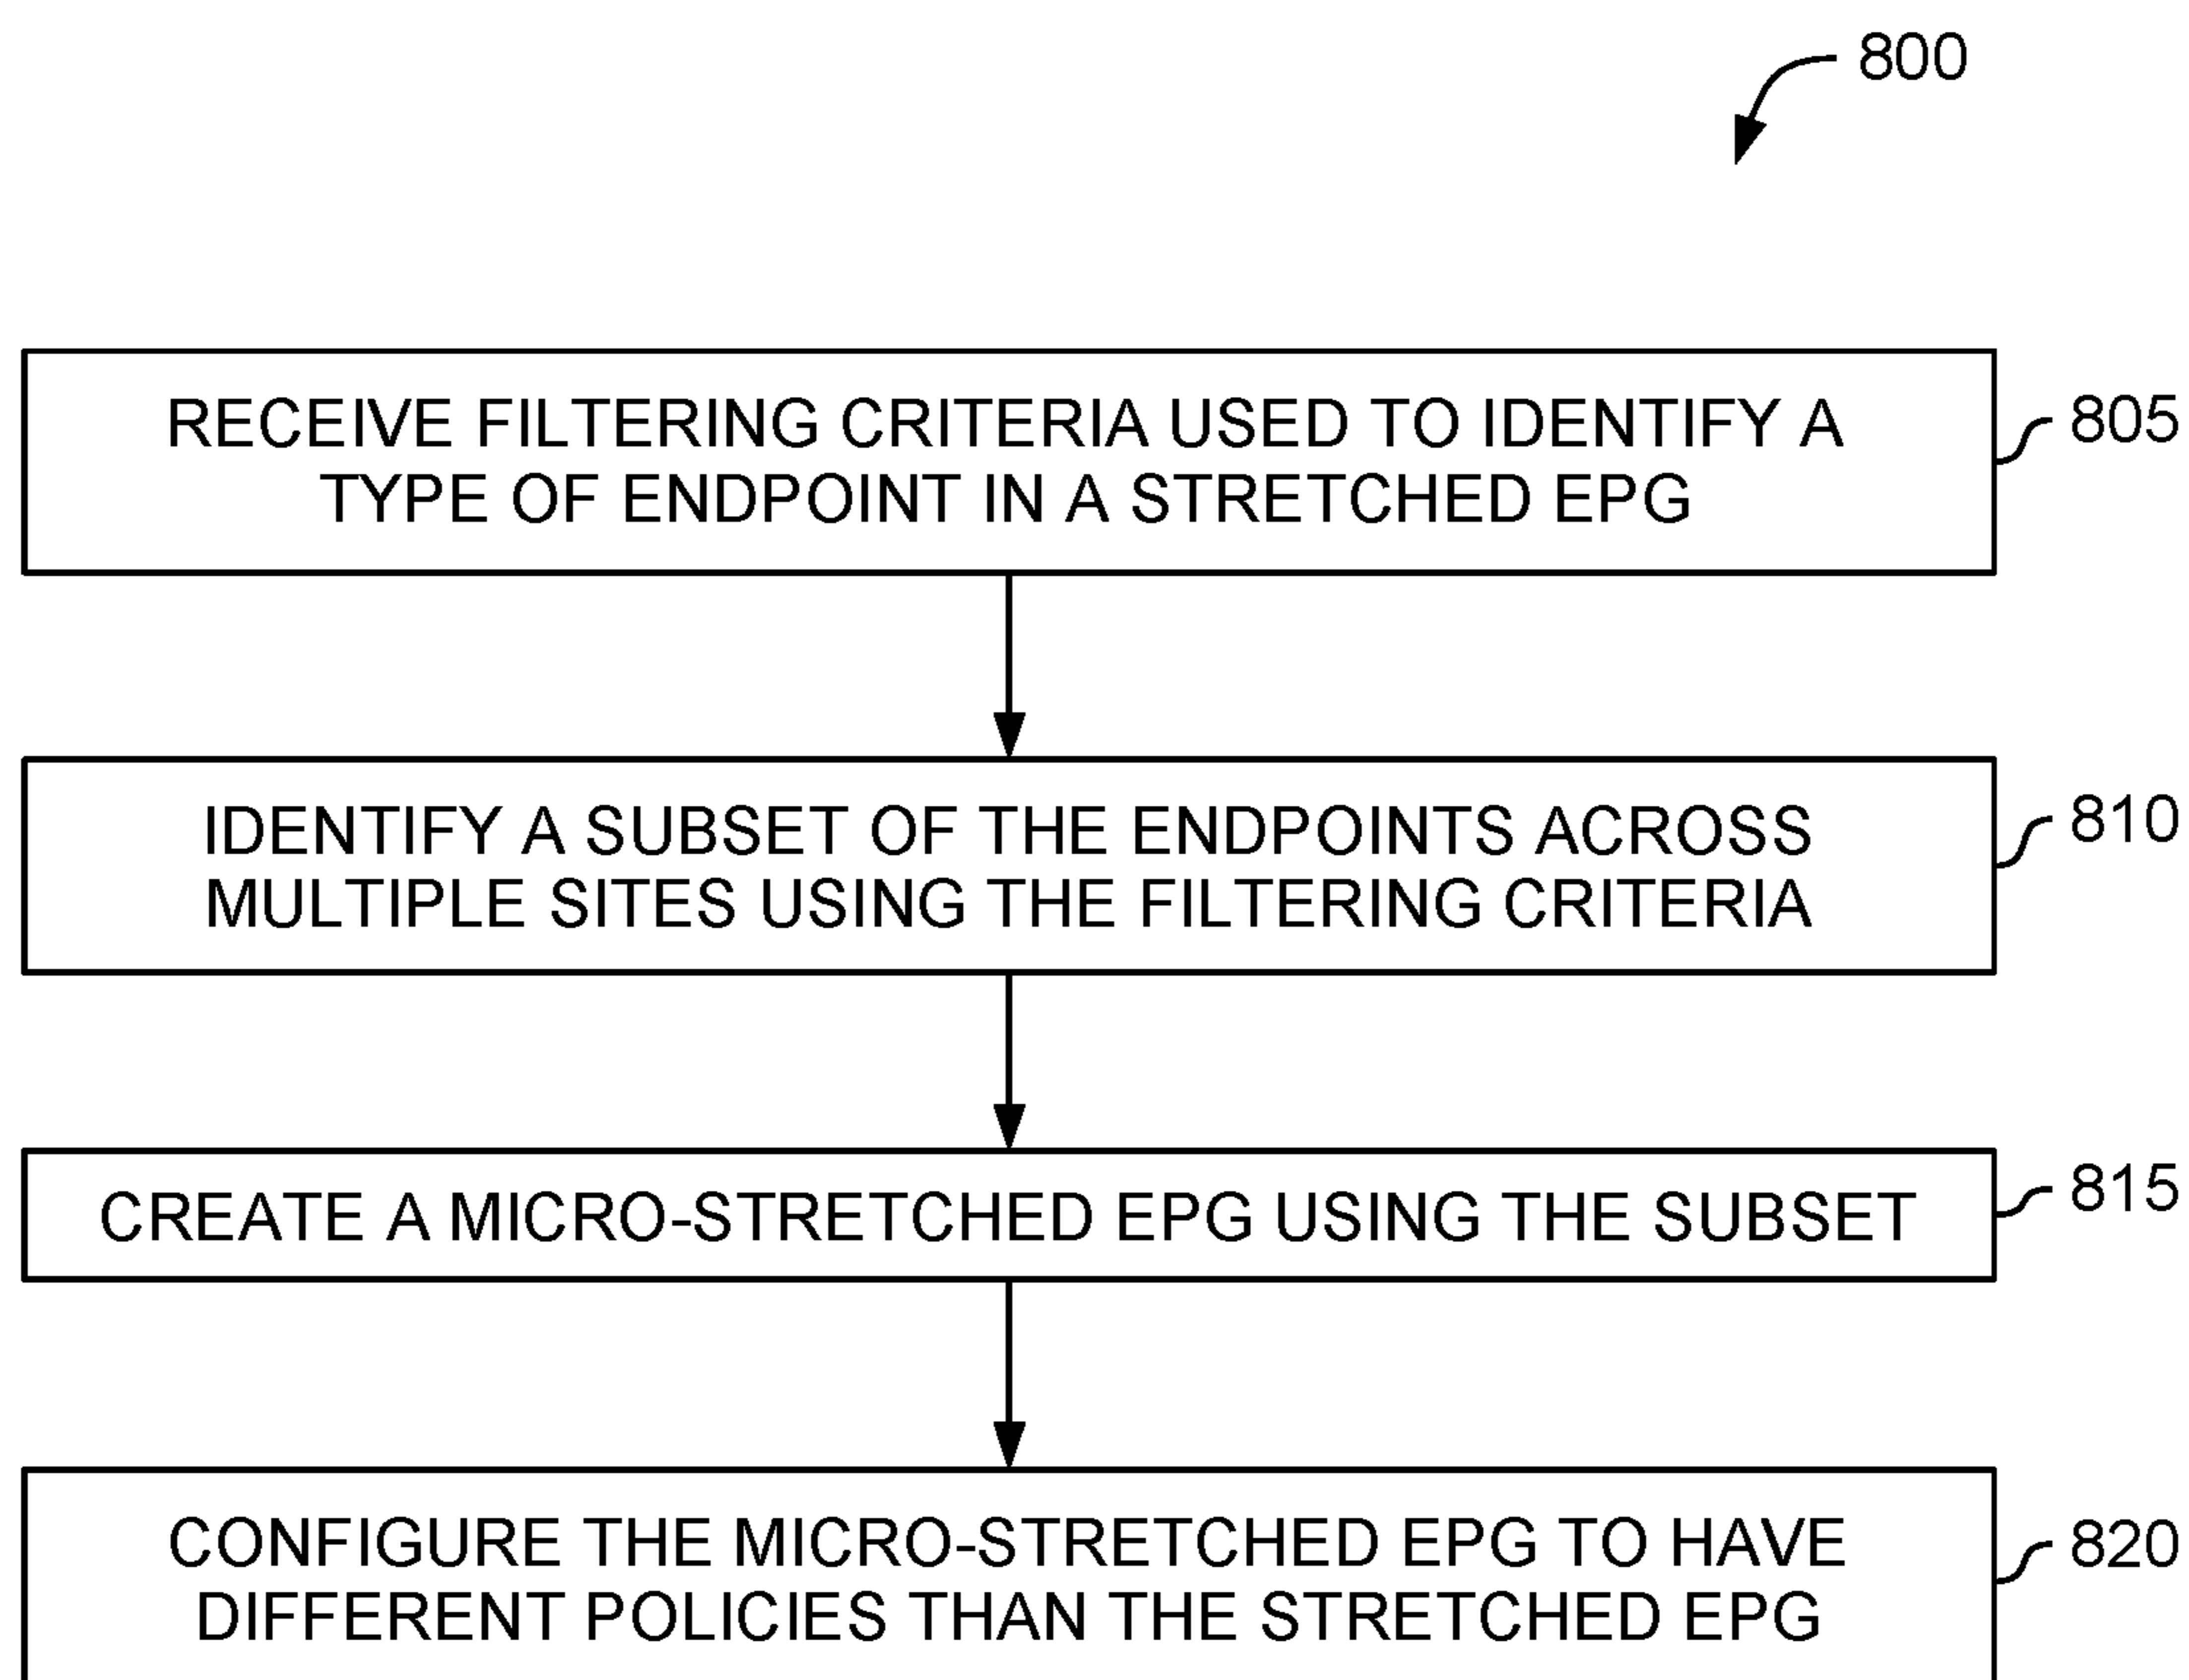 800
RECEIVE FILTERING CRITERIA USED TO IDENTIFY A
TYPE OF ENDPOINT IN A STRETCHED EPG
805
IDENTIFY A SUBSET OF THE ENDPOINTS ACROSS
MULTIPLE SITES USING THE FILTERING CRITERIA
810
CREATE A MICRO-STRETCHED EPG USING THE SUBSET
815
CONFIGURE THE MICRO-STRETCHED EPG TO HAVE
DIFFERENT POLICIES THAN THE STRETCHED EPG
820